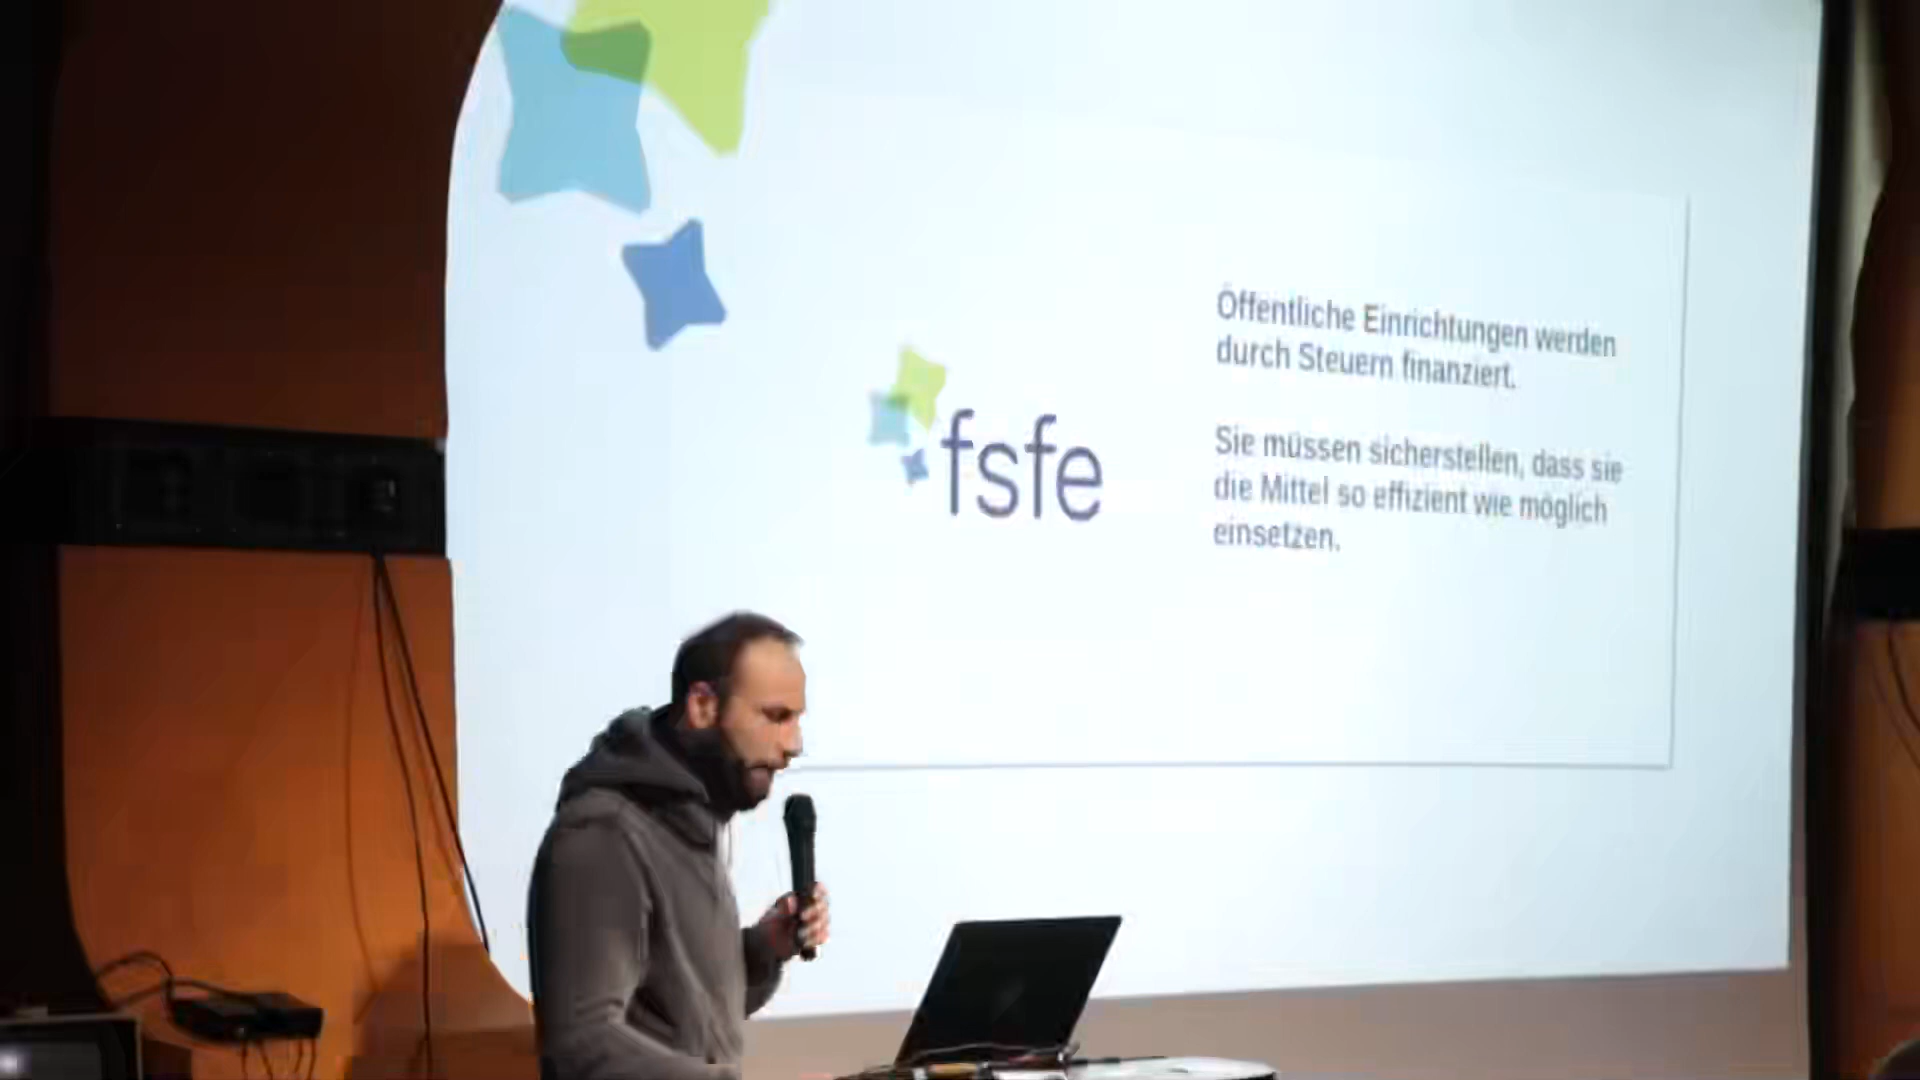 fsfe
Öffentliche Einrichtungen werden
durch Steuern finanziert.
Sie müssen sicherstellen, dass sie
die Mittel so effizient wie möglich
einsetzen.